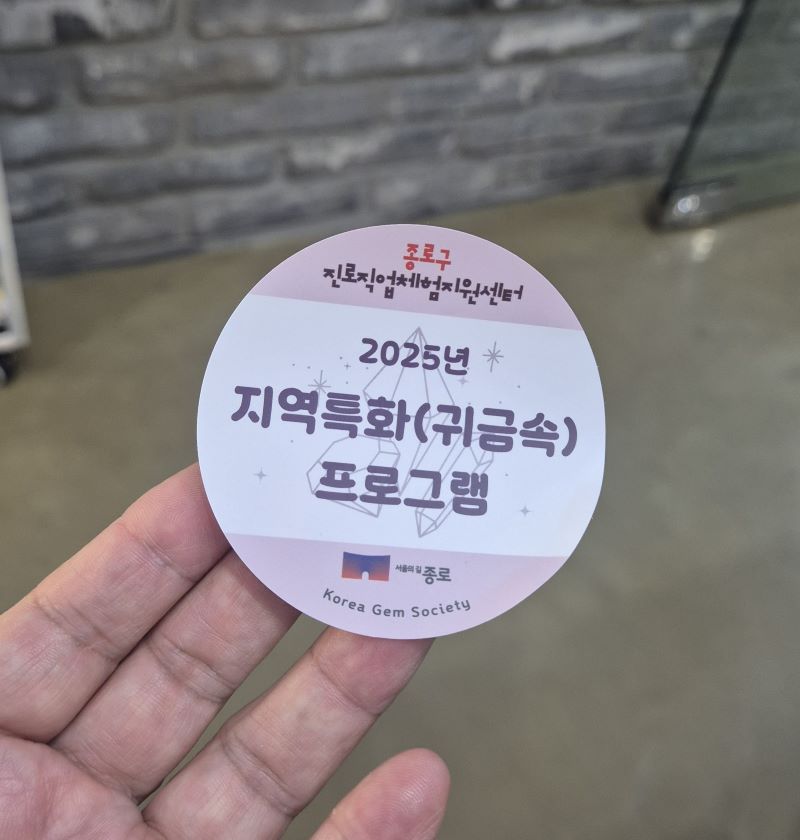 종로구
진로직업체험지원센터
2025년
지역특화(귀금속)
프로그램
서울의 길 종로
Korea Gem Society